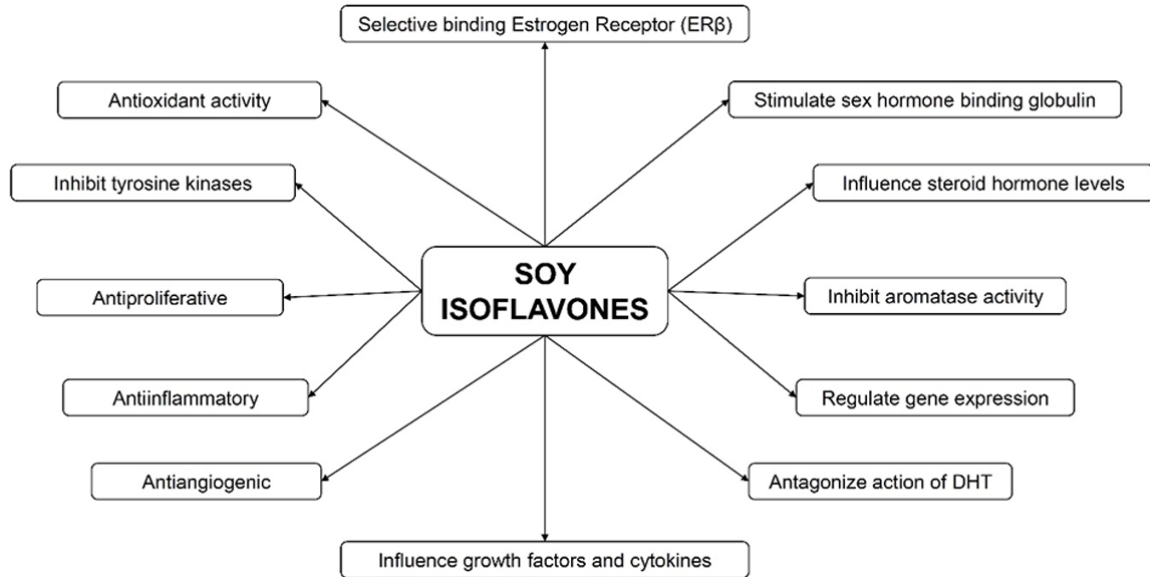 Selective binding Estrogen Receptor (ERβ)
Antioxidant activity
Stimulate sex hormone binding globulin
Inhibit tyrosine kinases
Influence steroid hormone levels
SOY
ISOFLAVONES
Antiproliferative
Inhibit aromatase activity
Antiinflammatory
Regulate gene expression
Antiangiogenic
Antagonize action of DHT
Influence growth factors and cytokines